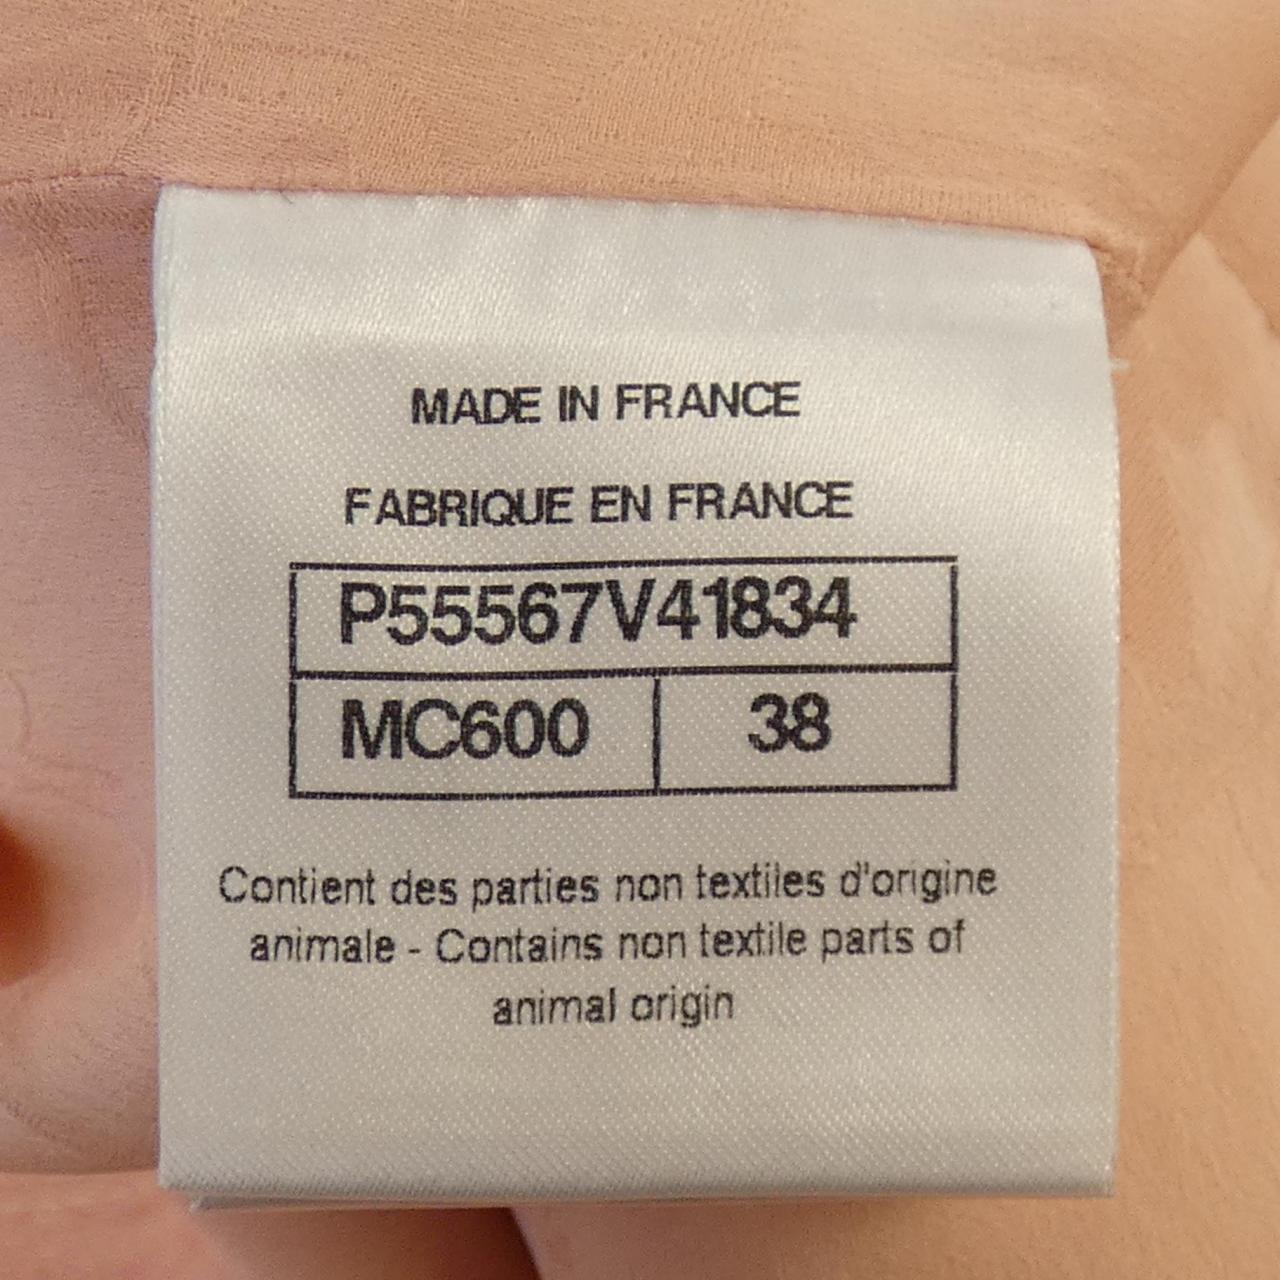 MADE IN FRANCE
FABRIQUE EN FRANCE
P55567V41834
MC600 38
Contient des parties non textiles d'origine
animale - Contains non textile parts of
animal origin